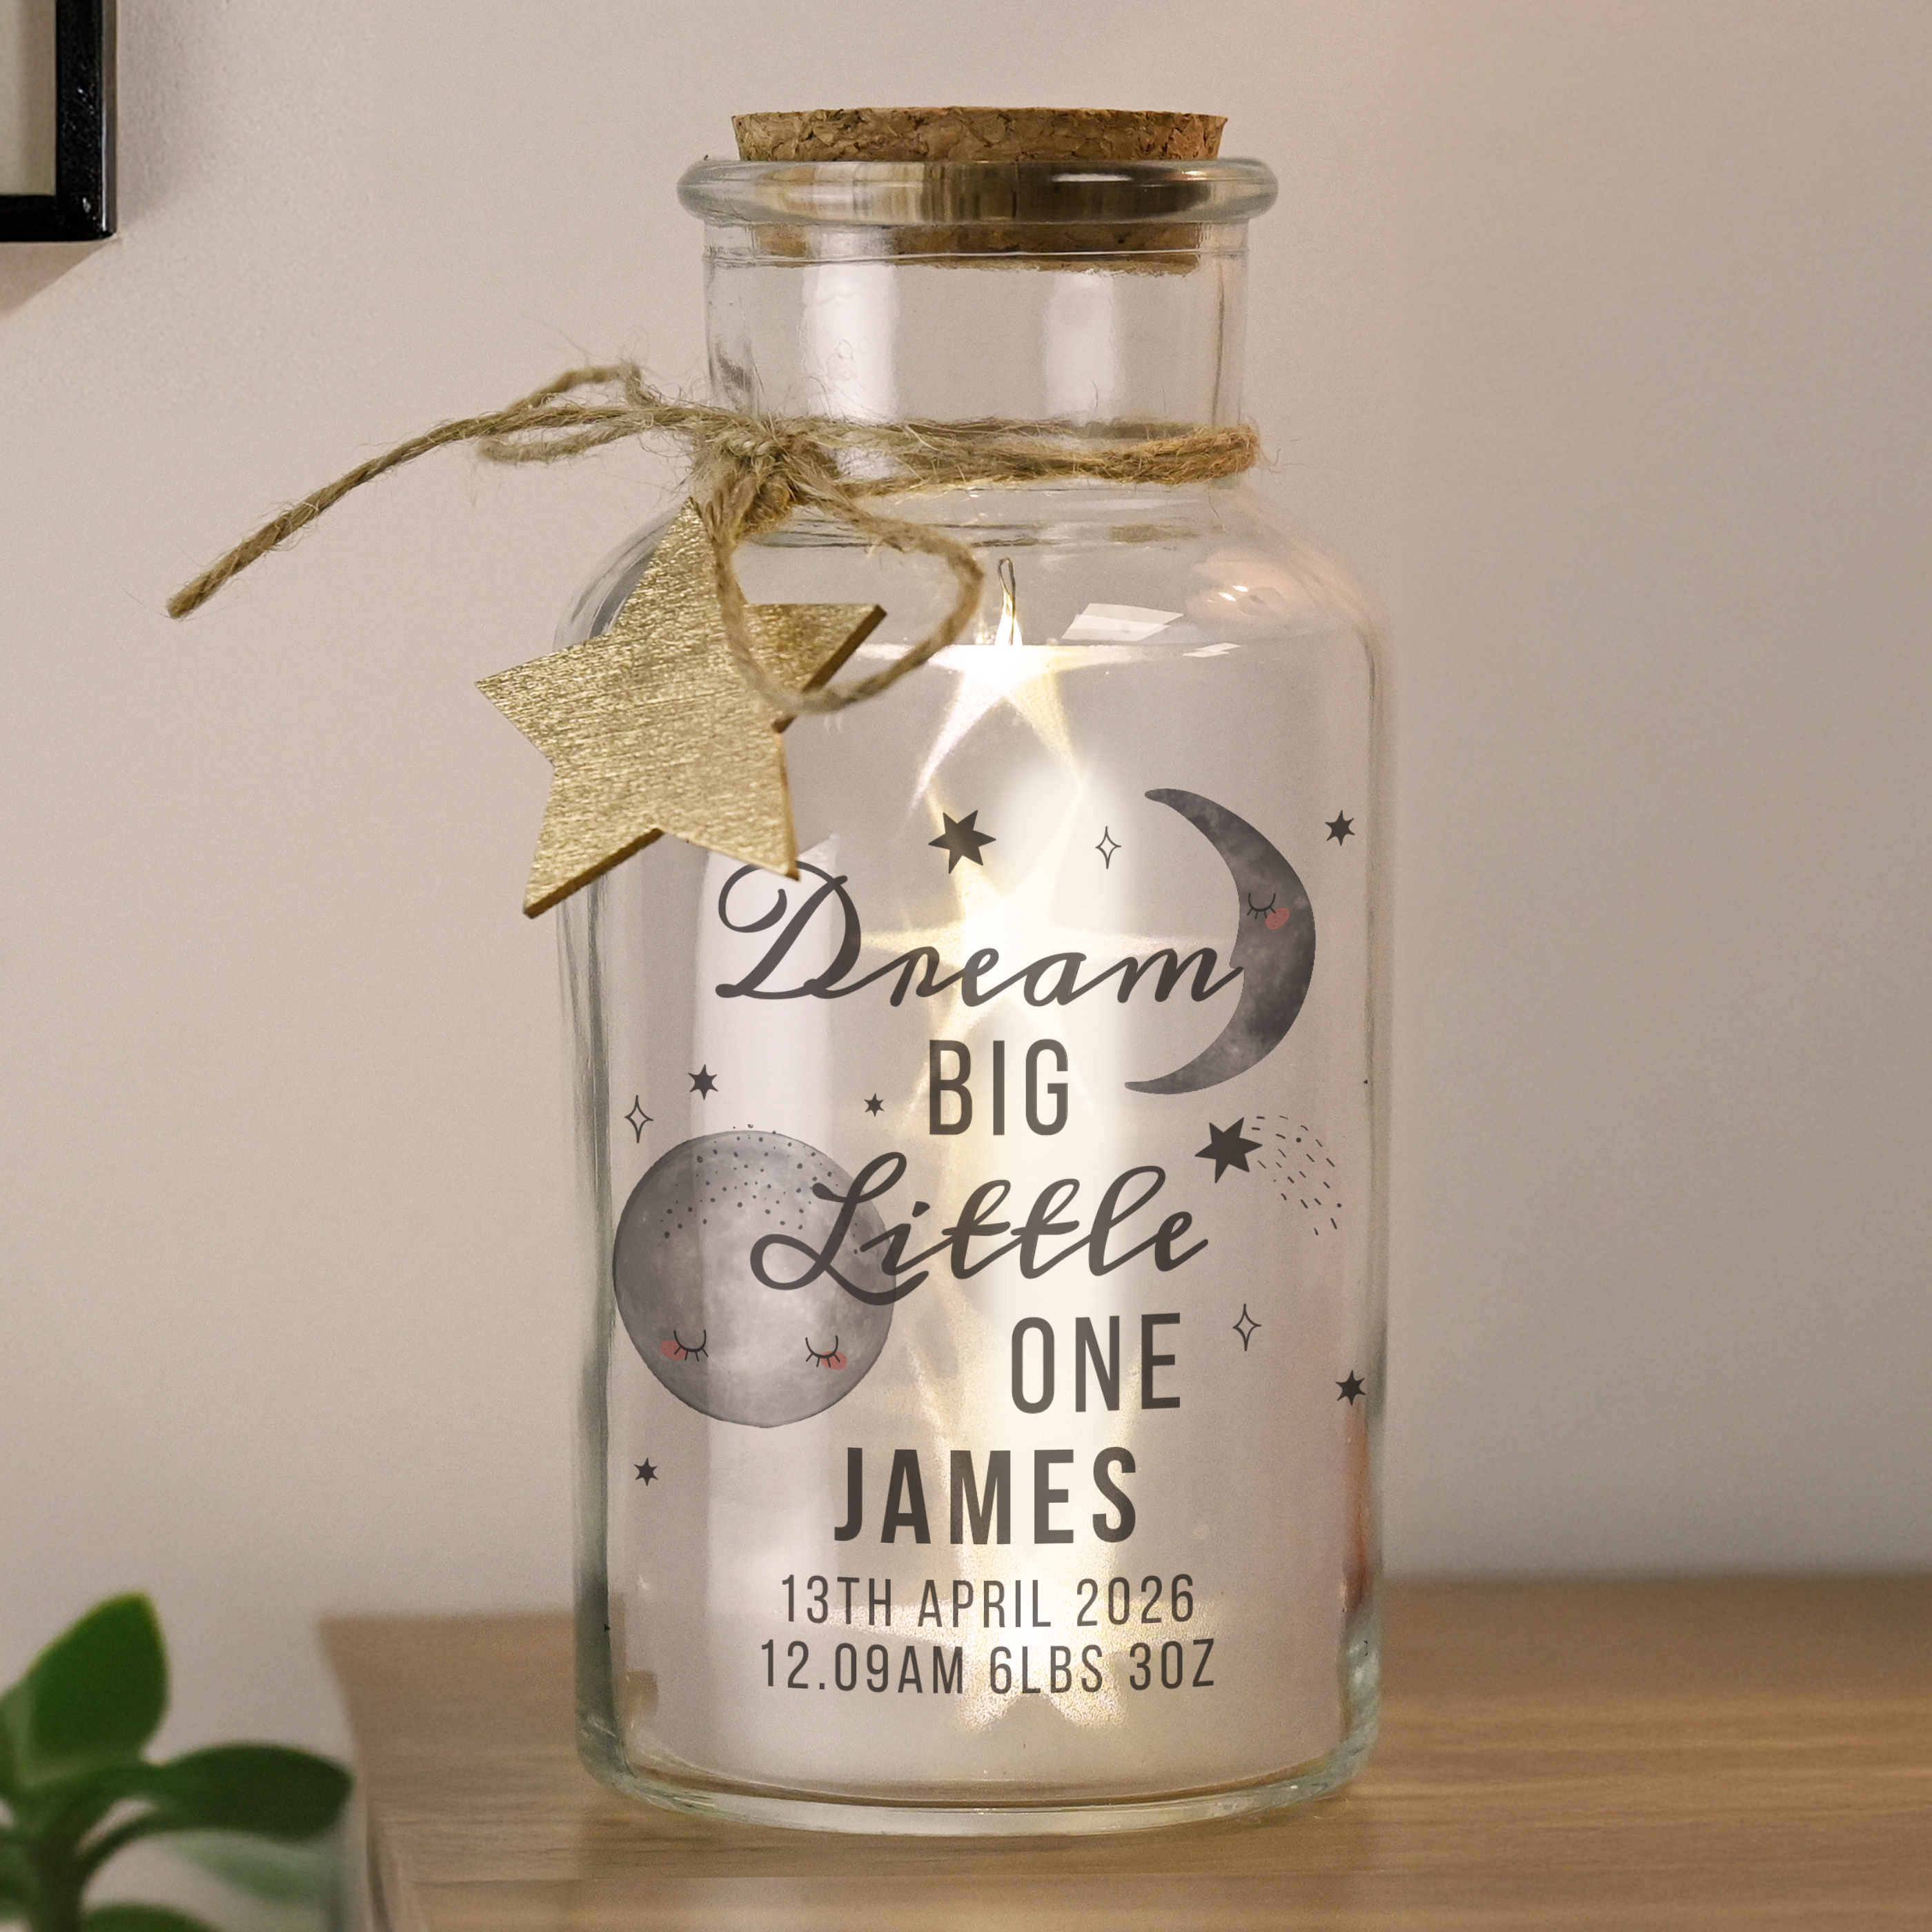 Dream
BIG
Little
ONE
JAMES
13TH APRIL 2026
12.09AM 6LBS 3OZ